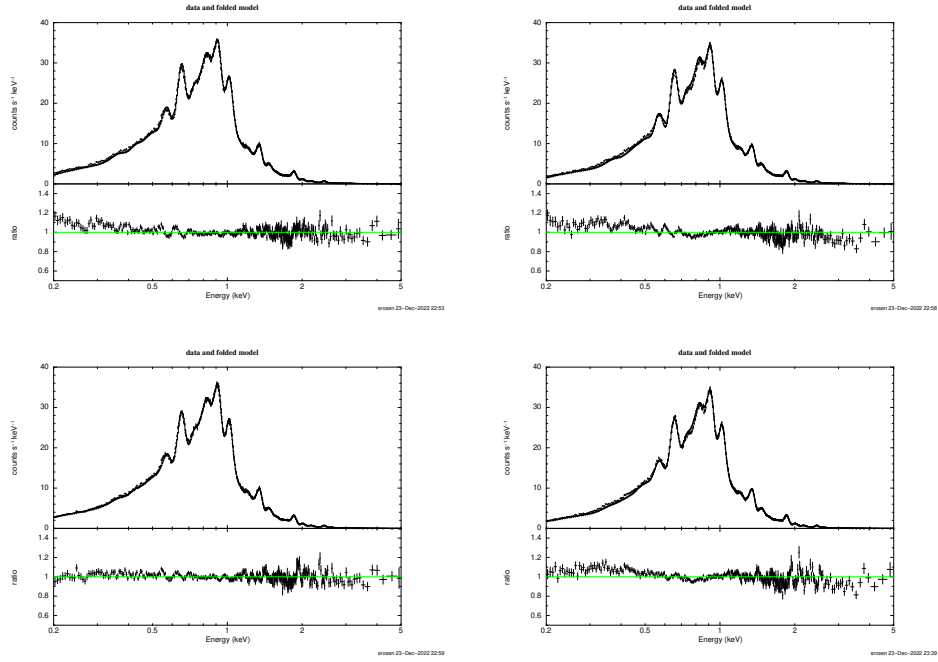 data and folded model
40
30
20
10
0
counts s⁻¹ keV⁻¹
1.4
1.2
1
0.8
0.6
ratio
0.2 0.5 1 2 5
Energy (keV)
srosen 23−Dec−2022 22:53
data and folded model
40
30
20
10
0
counts s⁻¹ keV⁻¹
1.4
1.2
1
0.8
0.6
ratio
0.2 0.5 1 2 5
Energy (keV)
srosen 23−Dec−2022 22:58
data and folded model
40
30
20
10
0
counts s⁻¹ keV⁻¹
1.4
1.2
1
0.8
0.6
ratio
0.2 0.5 1 2 5
Energy (keV)
srosen 23−Dec−2022 22:59
data and folded model
40
30
20
10
0
counts s⁻¹ keV⁻¹
1.4
1.2
1
0.8
0.6
ratio
0.2 0.5 1 2 5
Energy (keV)
srosen 23−Dec−2022 23:39